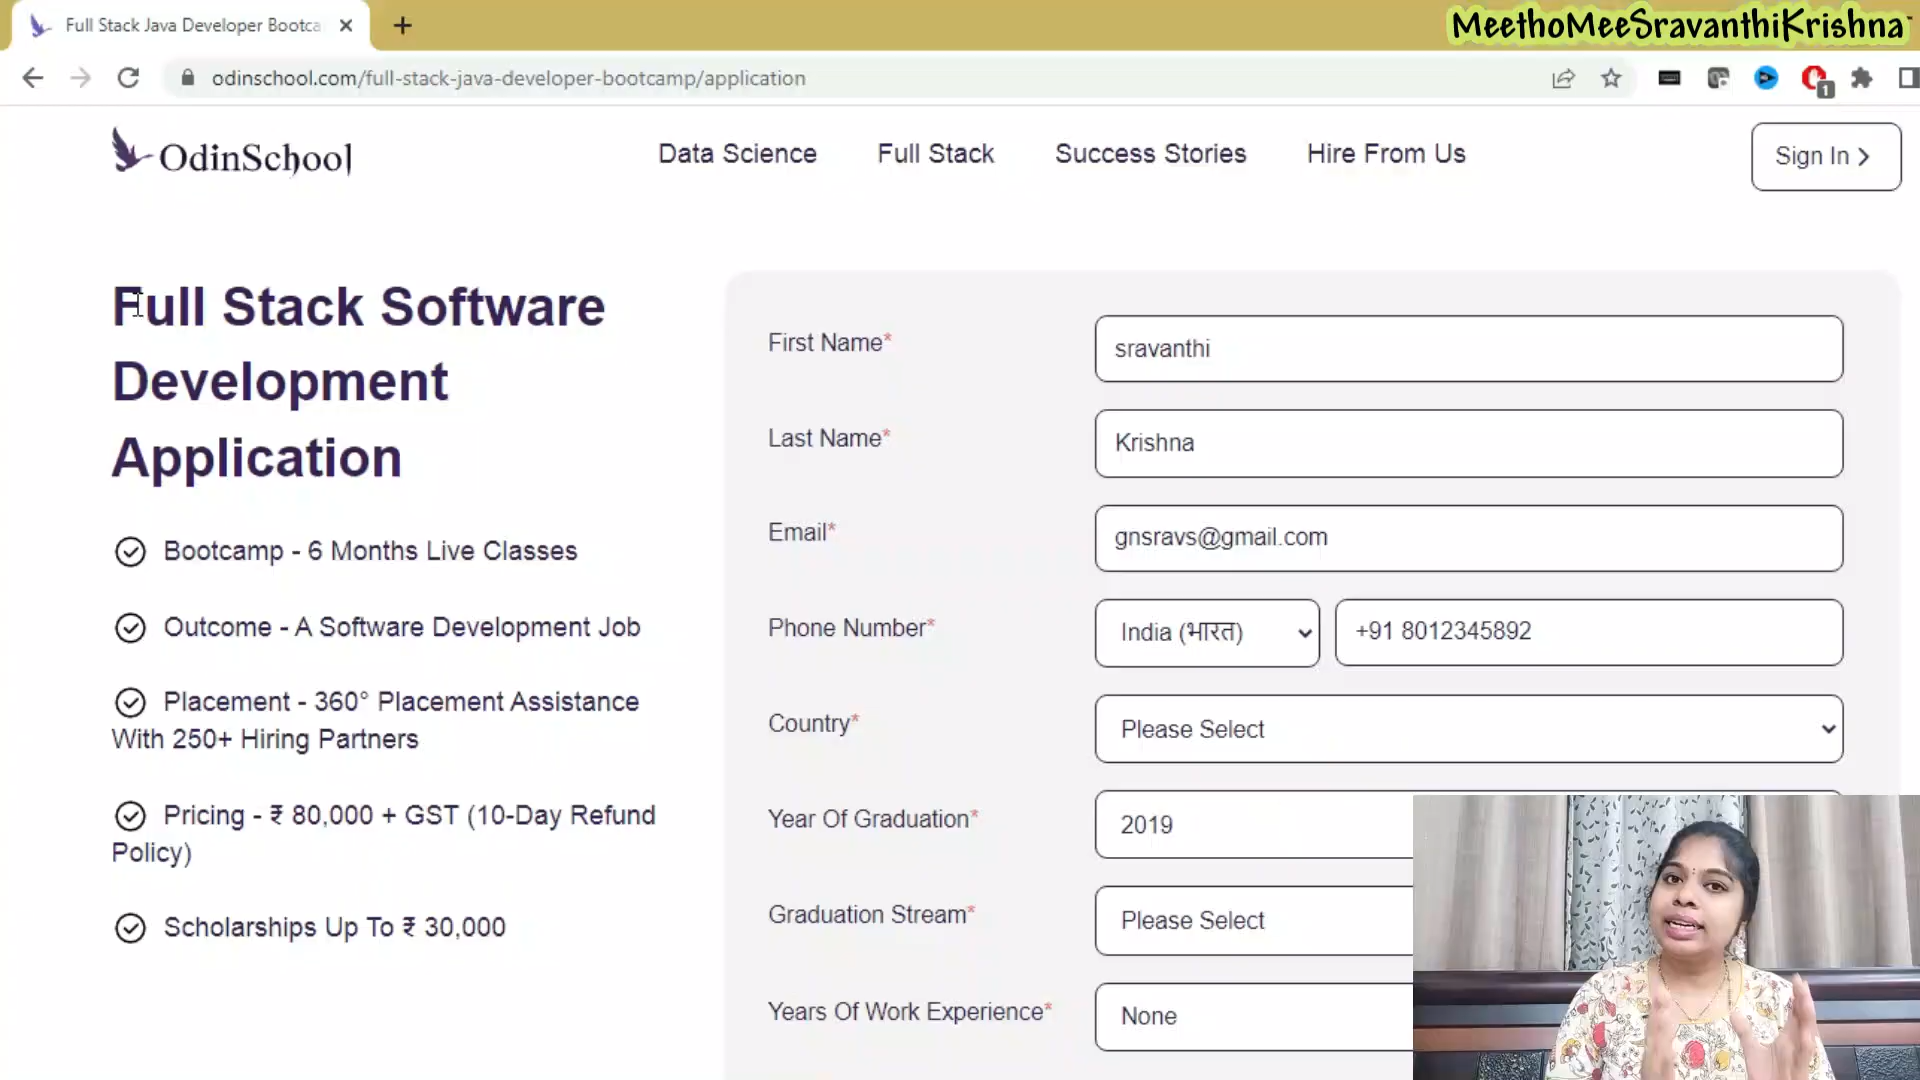 Full Stack Java Developer Bootca
MeethoMeeSravanthiKrishna
odinschool.com/full-stack-java-developer-bootcamp/application
1
OdinSchool
Data Science
Full Stack
Success Stories
Hire From Us
Sign In
Full Stack Software
Development
Application
Bootcamp - 6 Months Live Classes
Outcome - A Software Development Job
Placement - 360° Placement Assistance
With 250+ Hiring Partners
Pricing - ₹ 80,000 + GST (10-Day Refund
Policy)
Scholarships Up To ₹ 30,000
First Name* sravanthi
Last Name* Krishna
Email* gnsravs@gmail.com
Phone Number* India (भारत) +91 8012345892
Country* Please Select
Year Of Graduation* 2019
Graduation Stream* Please Select
Years Of Work Experience* None